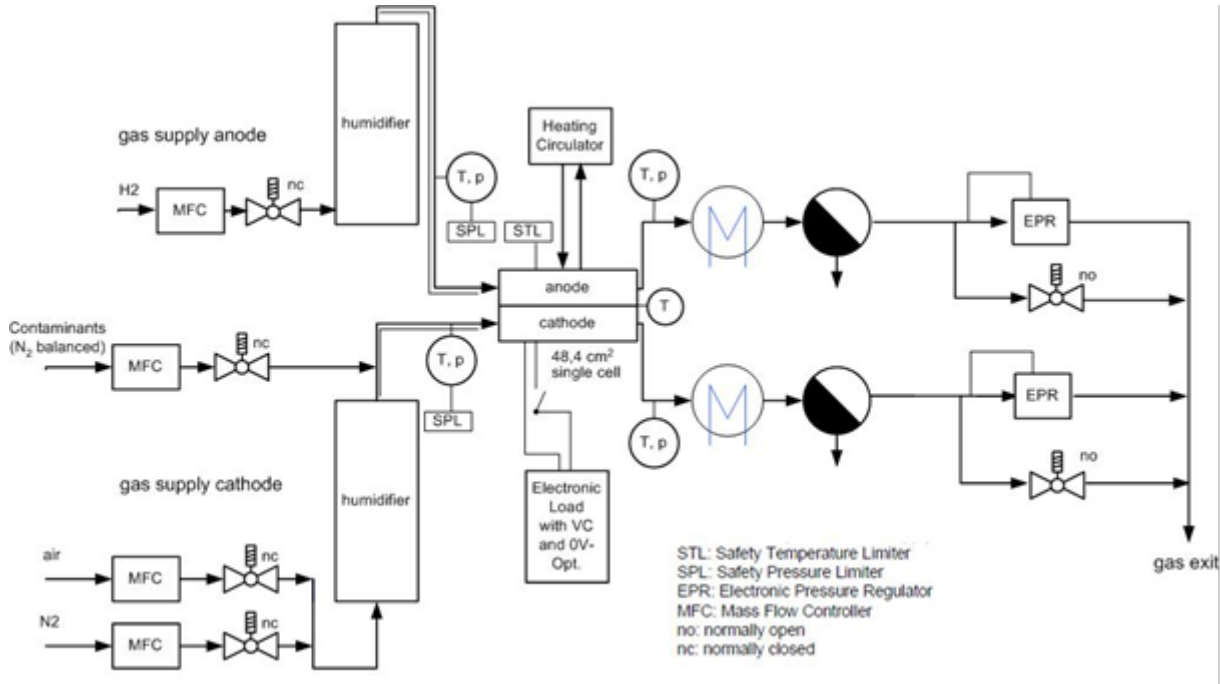 gas supply anode
H2
MFC
nc
humidifier
T, p
SPL
STL
Heating
Circulator
anode
cathode
T
T, p
EPR
no
Contaminants
(N2 balanced)
MFC
nc
T, p
SPL
48,4 cm2
single cell
T, p
EPR
no
gas supply cathode
humidifier
air
MFC
nc
N2
MFC
nc
Electronic
Load
with VC
and 0V-
Opt.
STL: Safety Temperature Limiter
SPL: Safety Pressure Limiter
EPR: Electronic Pressure Regulator
MFC: Mass Flow Controller
no: normally open
nc: normally closed
gas exit